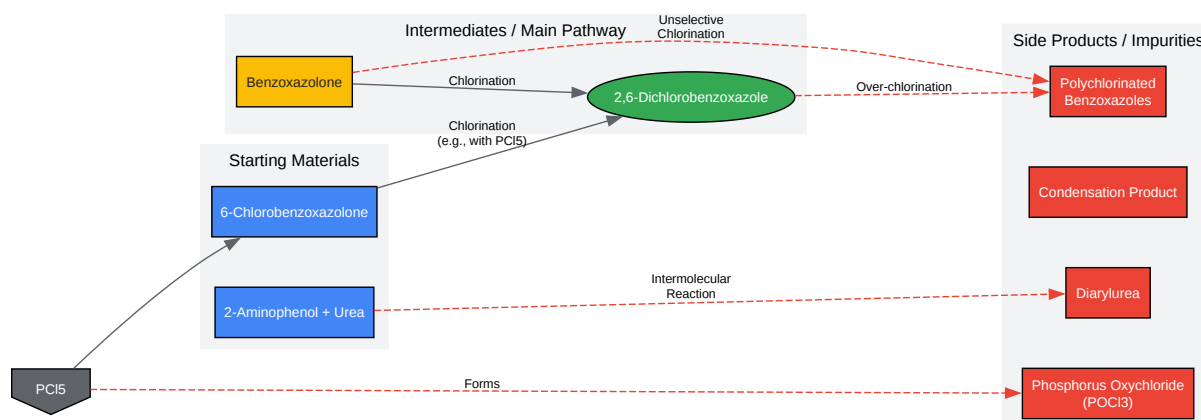 Intermediates / Main Pathway
Unselective
Chlorination
Side Products / Impurities
Benzoxazolone
Chlorination
2,6-Dichlorobenzoxazole
Over-chlorination
Polychlorinated
Benzoxazoles
Chlorination
(e.g., with PCl5)
Starting Materials
6-Chlorobenzoxazolone
Condensation Product
2-Aminophenol + Urea
Intermolecular
Reaction
Diarylurea
PCl5
Forms
Phosphorus Oxychloride
(POCl3)